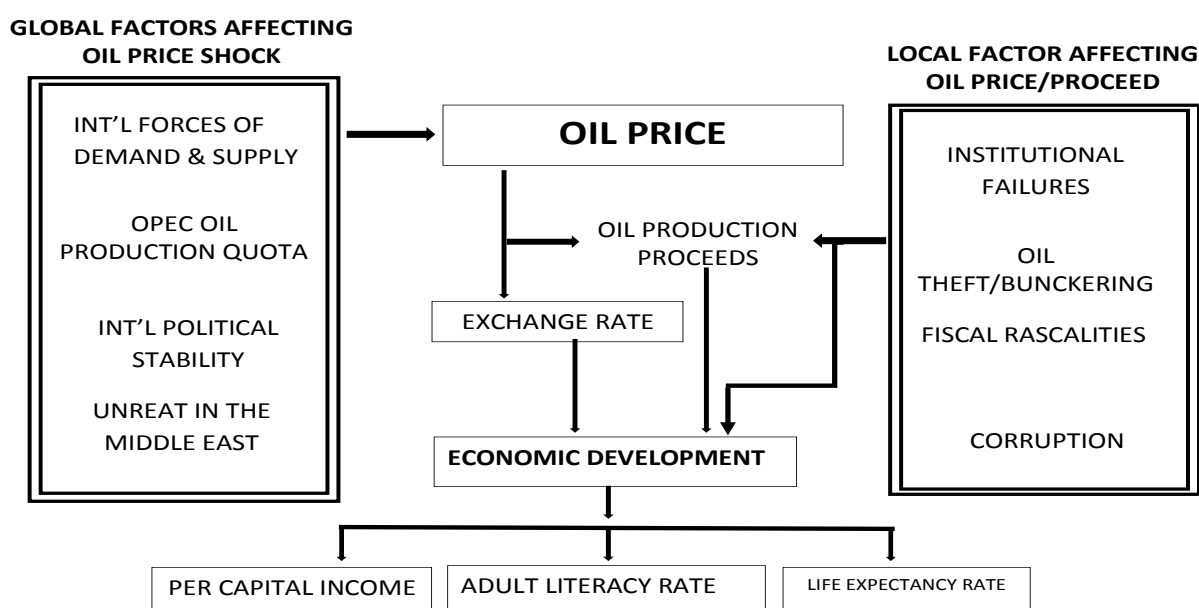 GLOBAL FACTORS AFFECTING
OIL PRICE SHOCK
INT’L FORCES OF
DEMAND & SUPPLY
OPEC OIL
PRODUCTION QUOTA
INT’L POLITICAL
STABILITY
UNREAT IN THE
MIDDLE EAST
OIL PRICE
OIL PRODUCTION
PROCEEDS
EXCHANGE RATE
ECONOMIC DEVELOPMENT
LOCAL FACTOR AFFECTING
OIL PRICE/PROCEED
INSTITUTIONAL
FAILURES
OIL
THEFT/BUNCKERING
FISCAL RASCALITIES
CORRUPTION
PER CAPITAL INCOME
ADULT LITERACY RATE
LIFE EXPECTANCY RATE